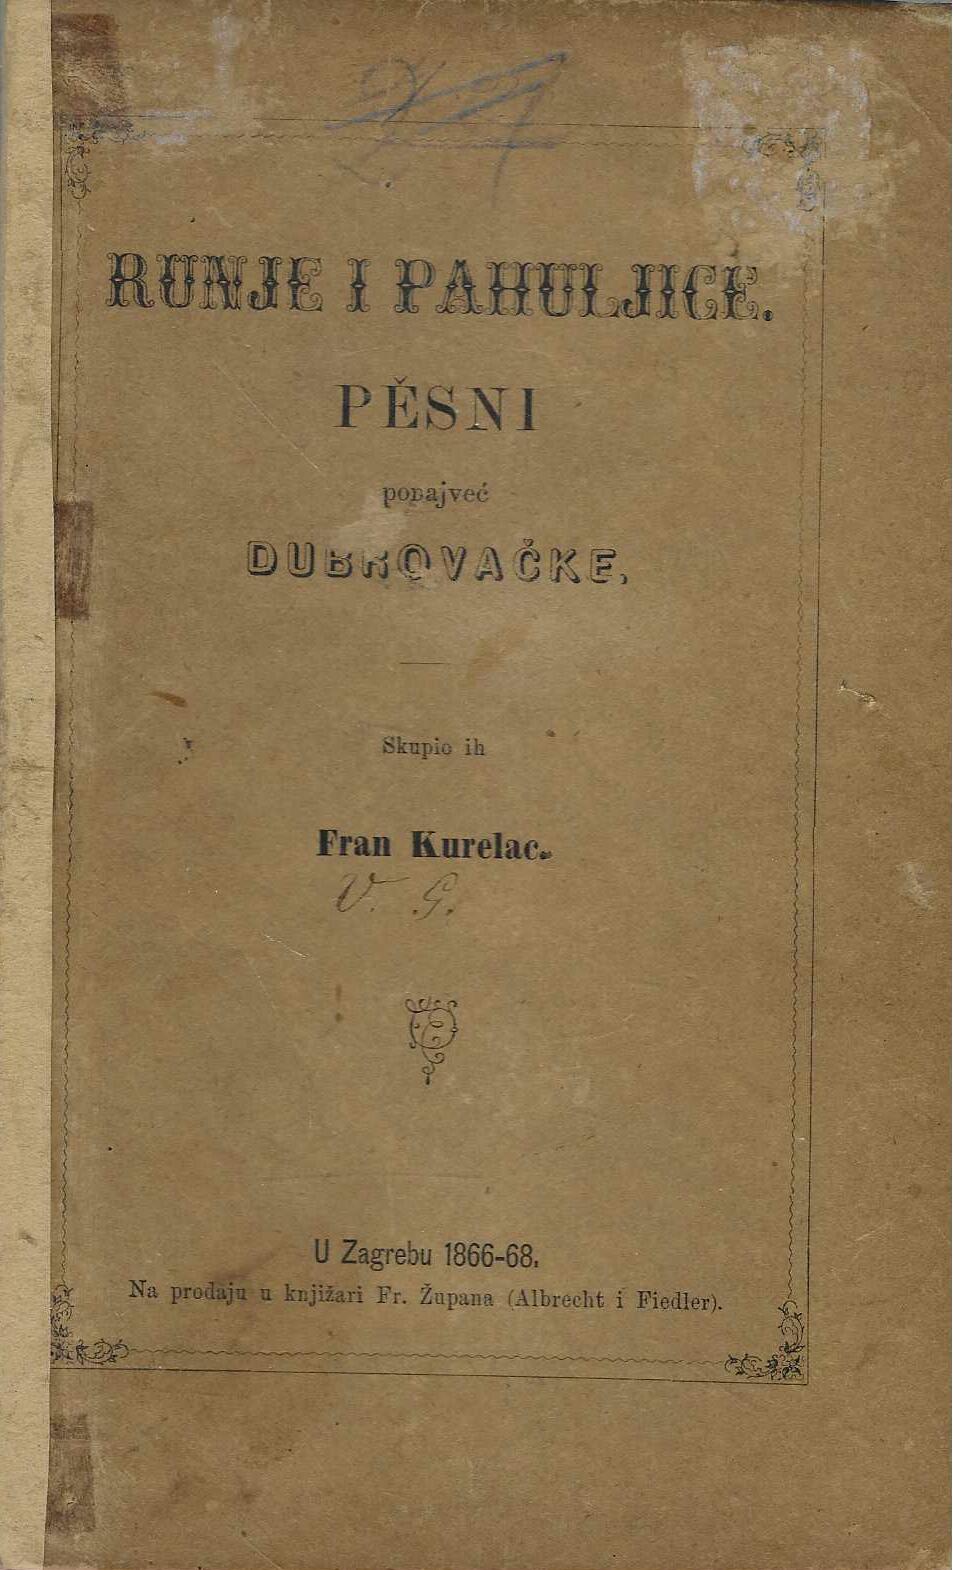 RUNJE I PAHULJICE.
PĚSNI
ponajveć
DUBROVAČKE,
Skupio ih
Fran Kurelac.
V. G.
U Zagrebu 1866-68.
Na prodaju u knjižari Fr. Župana (Albrecht i Fiedler).